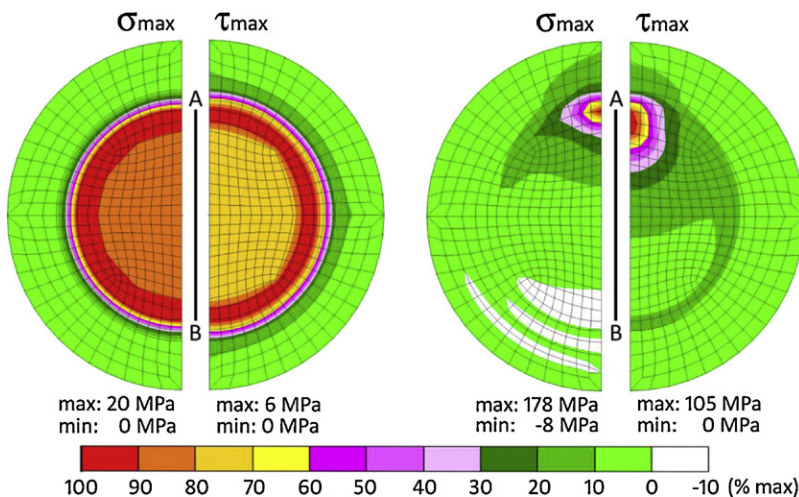 σmax τmax σmax τmax
A A
B B
max: 20 MPa max: 6 MPa max: 178 MPa max: 105 MPa
min: 0 MPa min: 0 MPa min: -8 MPa min: 0 MPa
100 90 80 70 60 50 40 30 20 10 0 -10 (% max)